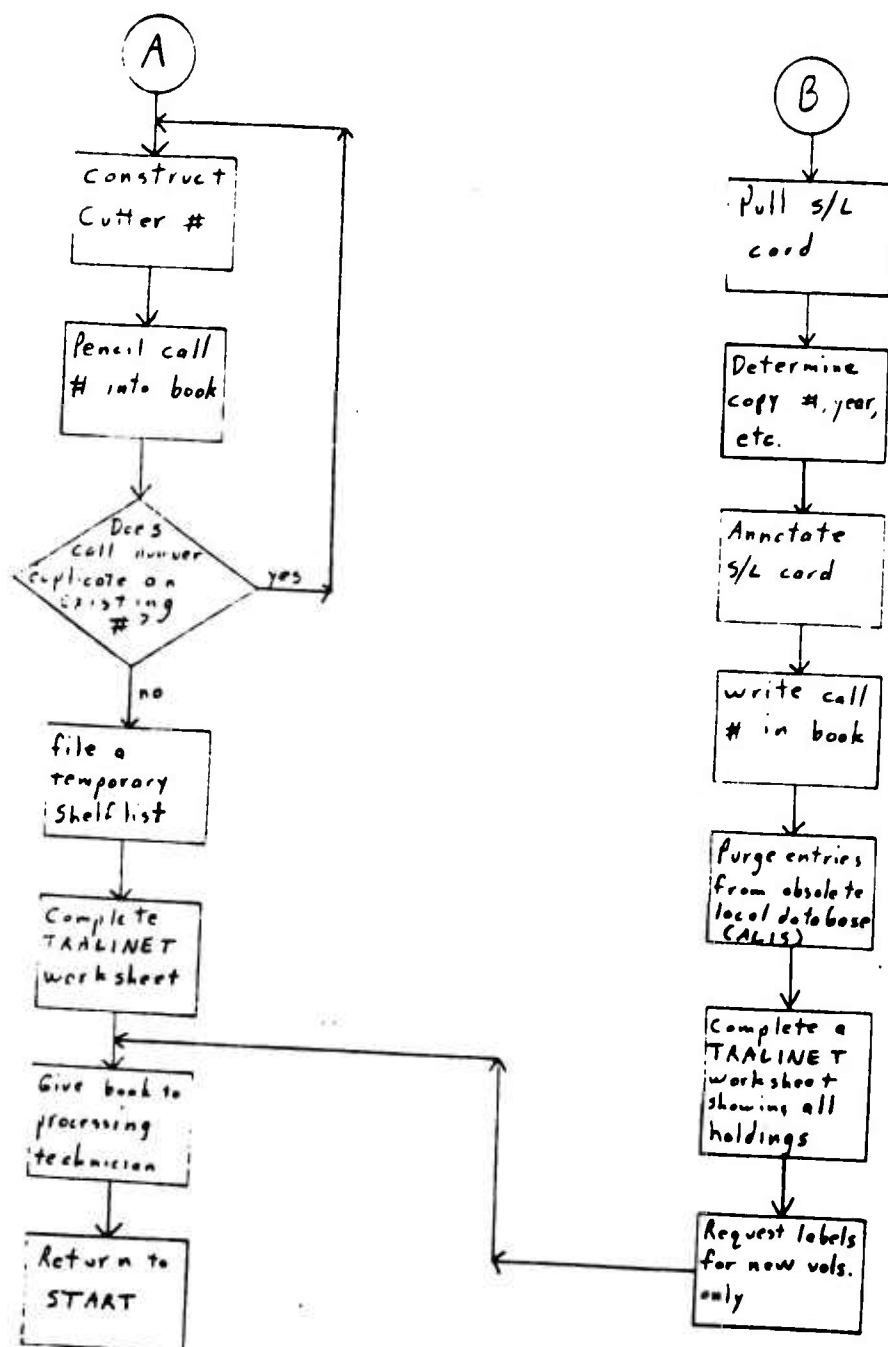 A
construct
Cutter #
Pencil call
# into book
Does
call number
duplicate an
existing
# ?
yes
no
file a
temporary
Shelflist
Complete
TRALINET
worksheet
Give book to
processing
technician
Return to
START
B
Pull S/L
card
Determine
copy #, year,
etc.
Annotate
S/L card
write call
# in book
Purge entries
from obsolete
local database
(ALIS)
Complete a
TRALINET
worksheet
showing all
holdings
Request labels
for new vols.
only